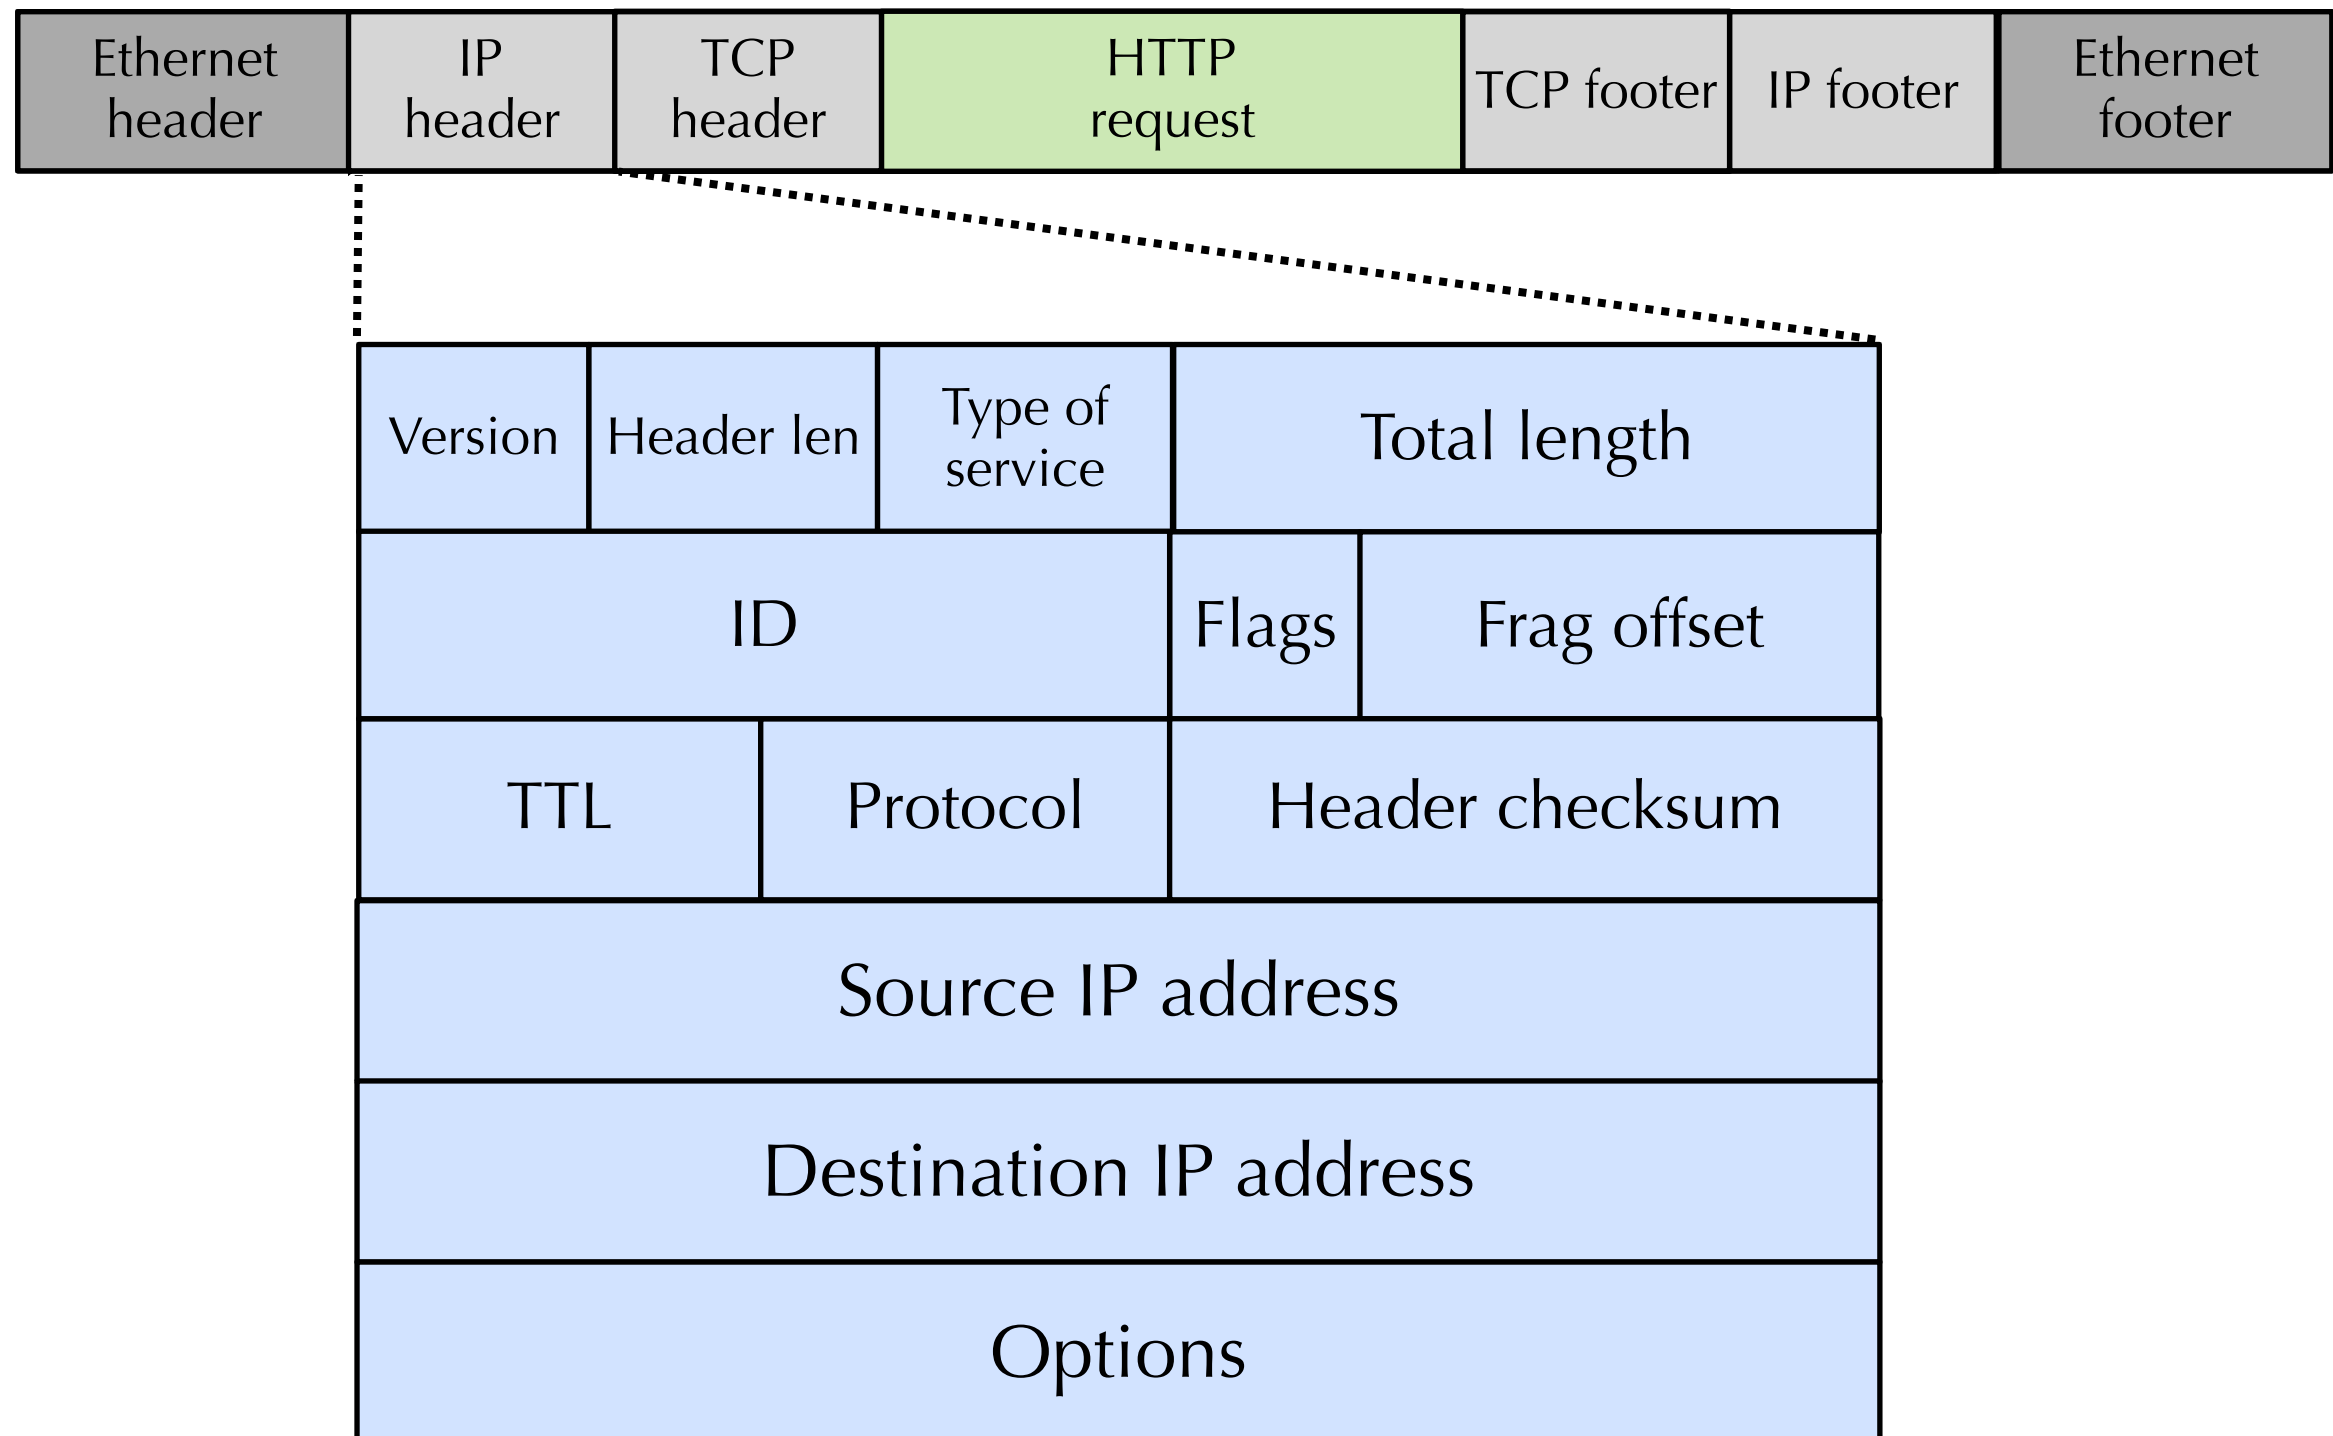 Ethernet
header
IP
header
TCP
header
HTTP
request
TCP footer
IP footer
Ethernet
footer
Version
Header len
Type of
service
Total length
ID
Flags
Frag offset
TTL
Protocol
Header checksum
Source IP address
Destination IP address
Options